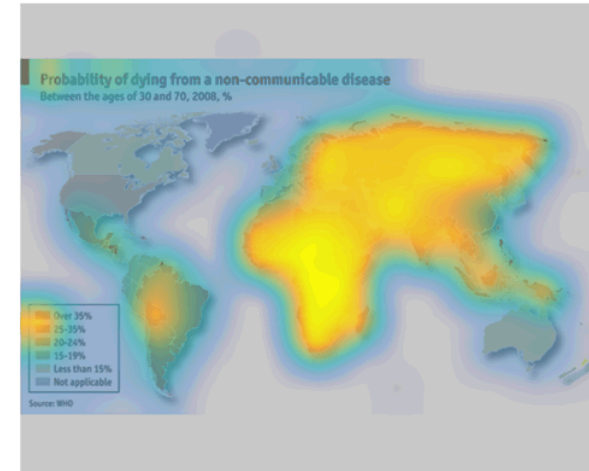 Probability of dying from a non-communicable disease
Between the ages of 30 and 70, 2008, %
Over 35%
25-35%
20-24%
15-19%
Less than 15%
Not applicable
Source: WHO